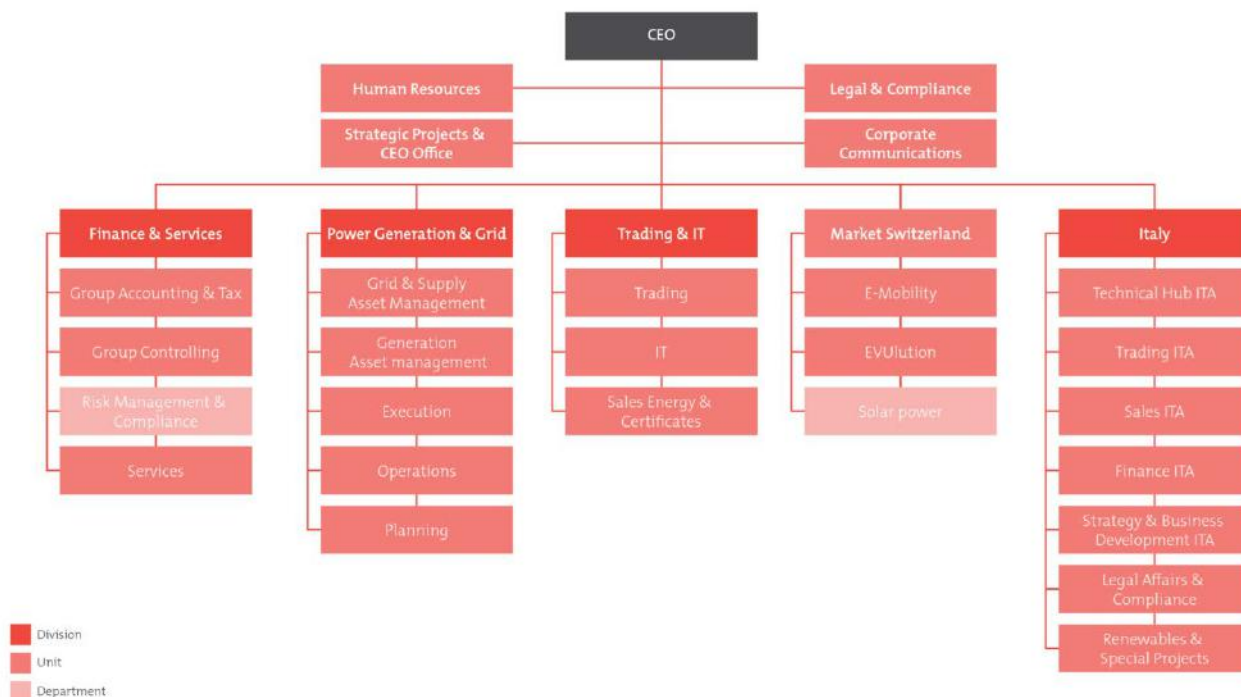 CEO
Human Resources
Legal & Compliance
Strategic Projects &
CEO Office
Corporate
Communications
Finance & Services
Group Accounting & Tax
Group Controlling
Risk Management &
Compliance
Services
Power Generation & Grid
Grid & Supply
Asset Management
Generation
Asset management
Execution
Operations
Planning
Trading & IT
Trading
IT
Sales Energy &
Certificates
Market Switzerland
E-Mobility
EVUlution
Solar power
Italy
Technical Hub ITA
Trading ITA
Sales ITA
Finance ITA
Strategy & Business
Development ITA
Legal Affairs &
Compliance
Renewables &
Special Projects
Division
Unit
Department